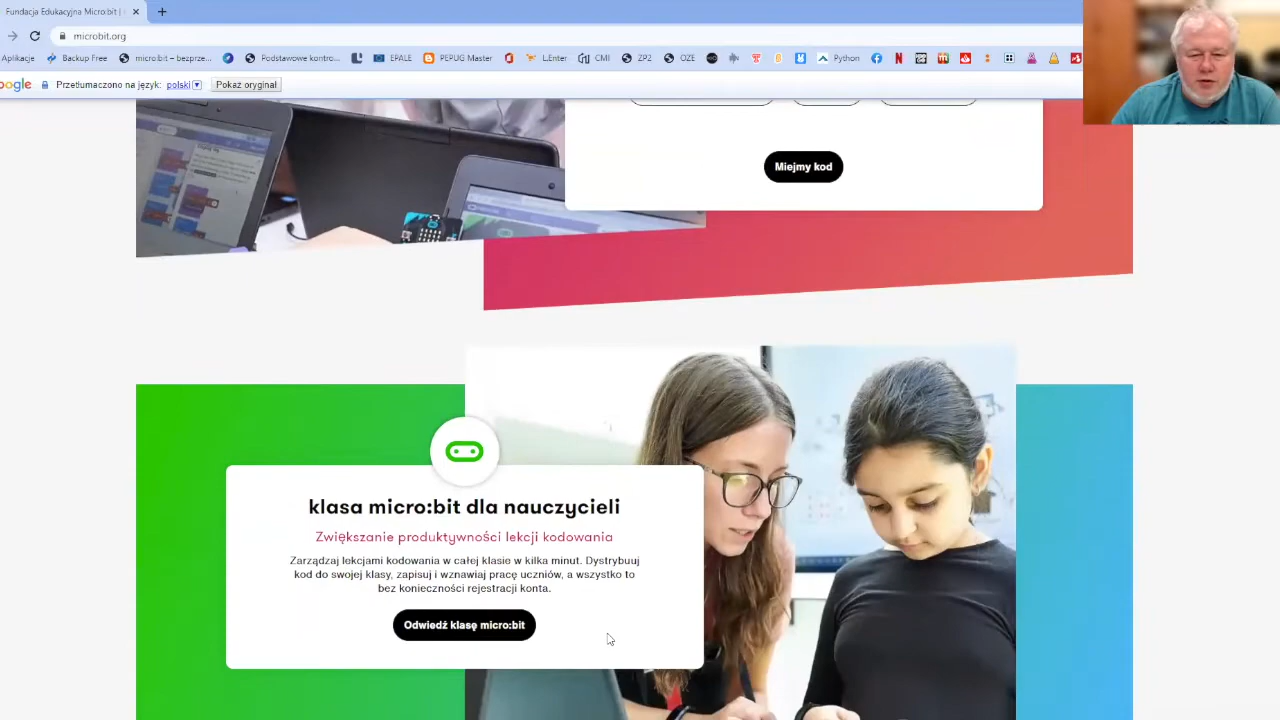 Fundacja Edukacyjna Micro:bit |
microbit.org
Aplikacje Backup Free micro:bit – bezprze... Podstawowe kontro... EPALE PEPUG Master L.Enter CMI ZP2 OZE Python
oogle Przetłumaczono na język: polski Pokaż oryginał
Miejmy kod
klasa micro:bit dla nauczycieli
Zwiększanie produktywności lekcji kodowania
Zarządzaj lekcjami kodowania w całej klasie w kilka minut. Dystrybuuj
kod do swojej klasy, zapisuj i wznawiaj pracę uczniów, a wszystko to
bez konieczności rejestracji konta.
Odwiedź klasę micro:bit